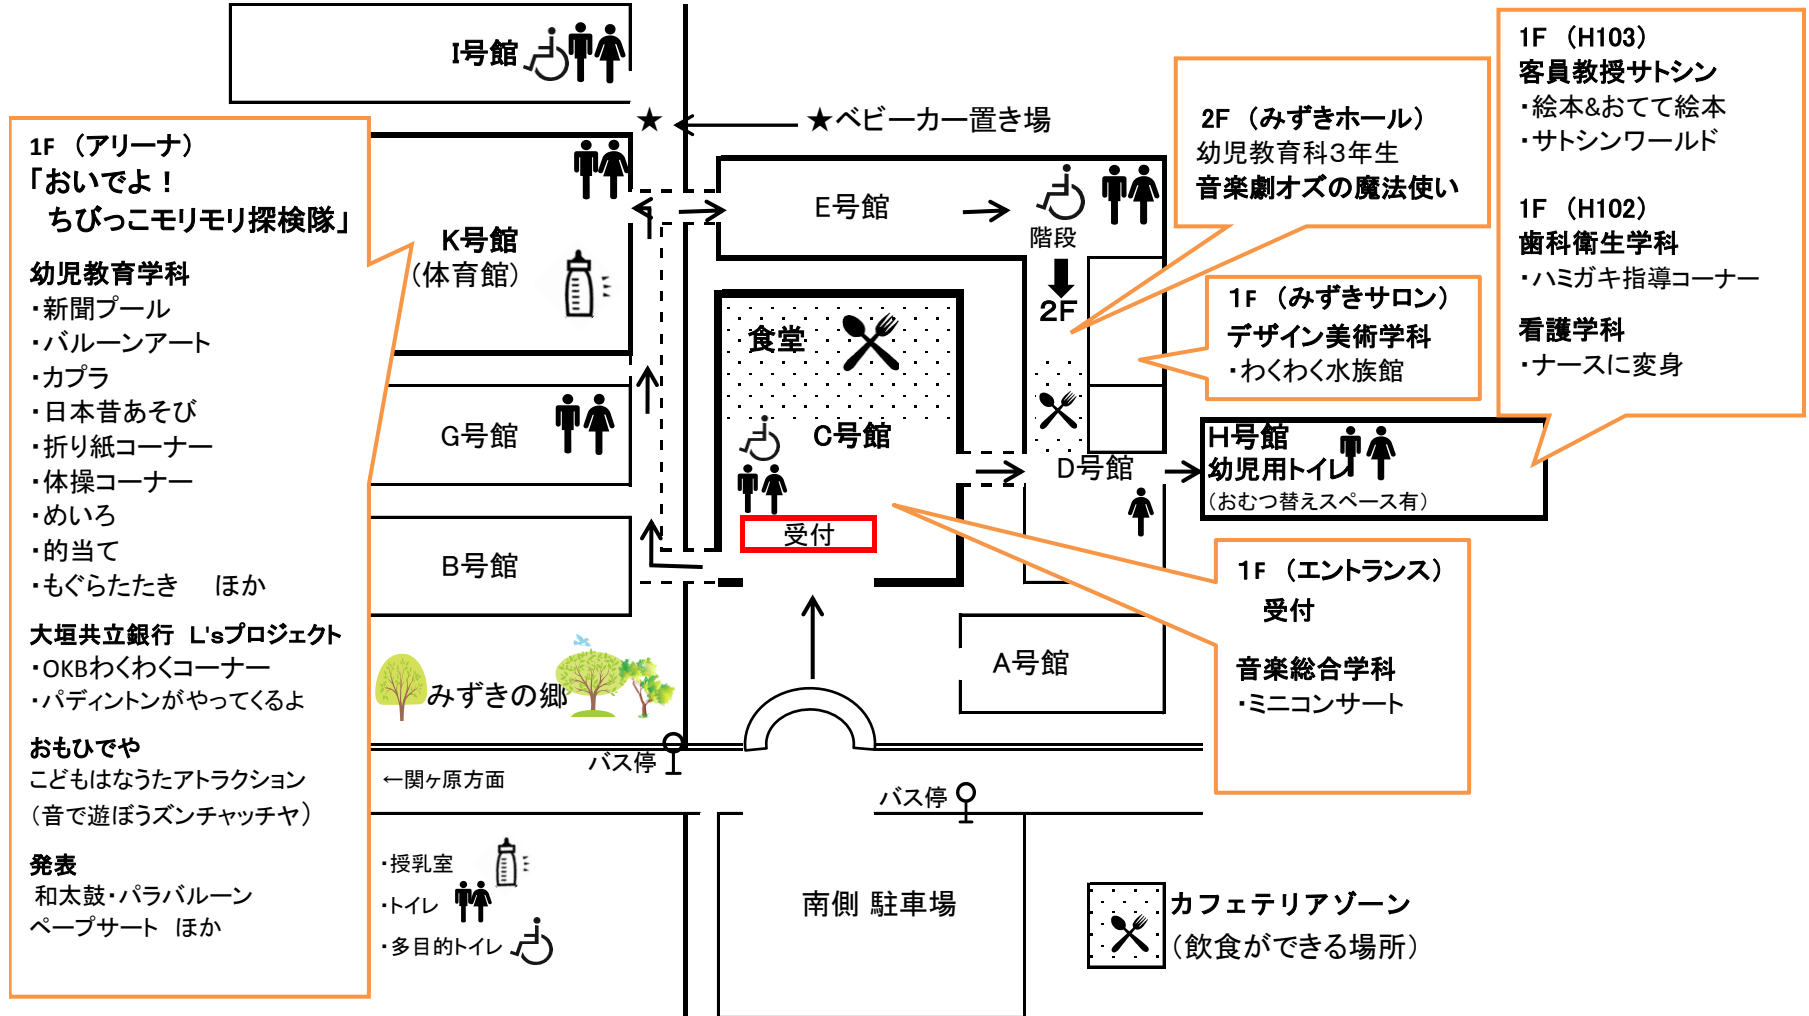 I号館
★
★ベビーカー置き場
1F （アリーナ）
「おいでよ！
ちびっこモリモリ探検隊」
幼児教育学科
・新聞プール
・バルーンアート
・カプラ
・日本昔あそび
・折り紙コーナー
・体操コーナー
・めいろ
・的当て
・もぐらたたき　ほか
大垣共立銀行 L'sプロジェクト
・OKBわくわくコーナー
・パディントンがやってくるよ
おもひでや
こどもはなうたアトラクション
（音で遊ぼうズンチャッチヤ）
発表
和太鼓・パラバルーン
ペープサート ほか
K号館
（体育館）
G号館
B号館
みずきの郷
E号館
階段
2F
食堂
C号館
受付
D号館
A号館
2F （みずきホール）
幼児教育科3年生
音楽劇オズの魔法使い
1F （みずきサロン）
デザイン美術学科
・わくわく水族館
1F （H103）
客員教授サトシン
・絵本&おてて絵本
・サトシンワールド
1F （H102）
歯科衛生学科
・ハミガキ指導コーナー
看護学科
・ナースに変身
H号館
幼児用トイレ
（おむつ替えスペース有）
1F （エントランス）
受付
音楽総合学科
・ミニコンサート
バス停
←関ヶ原方面
バス停
・授乳室
・トイレ
・多目的トイレ
南側 駐車場
カフェテリアゾーン
（飲食ができる場所）